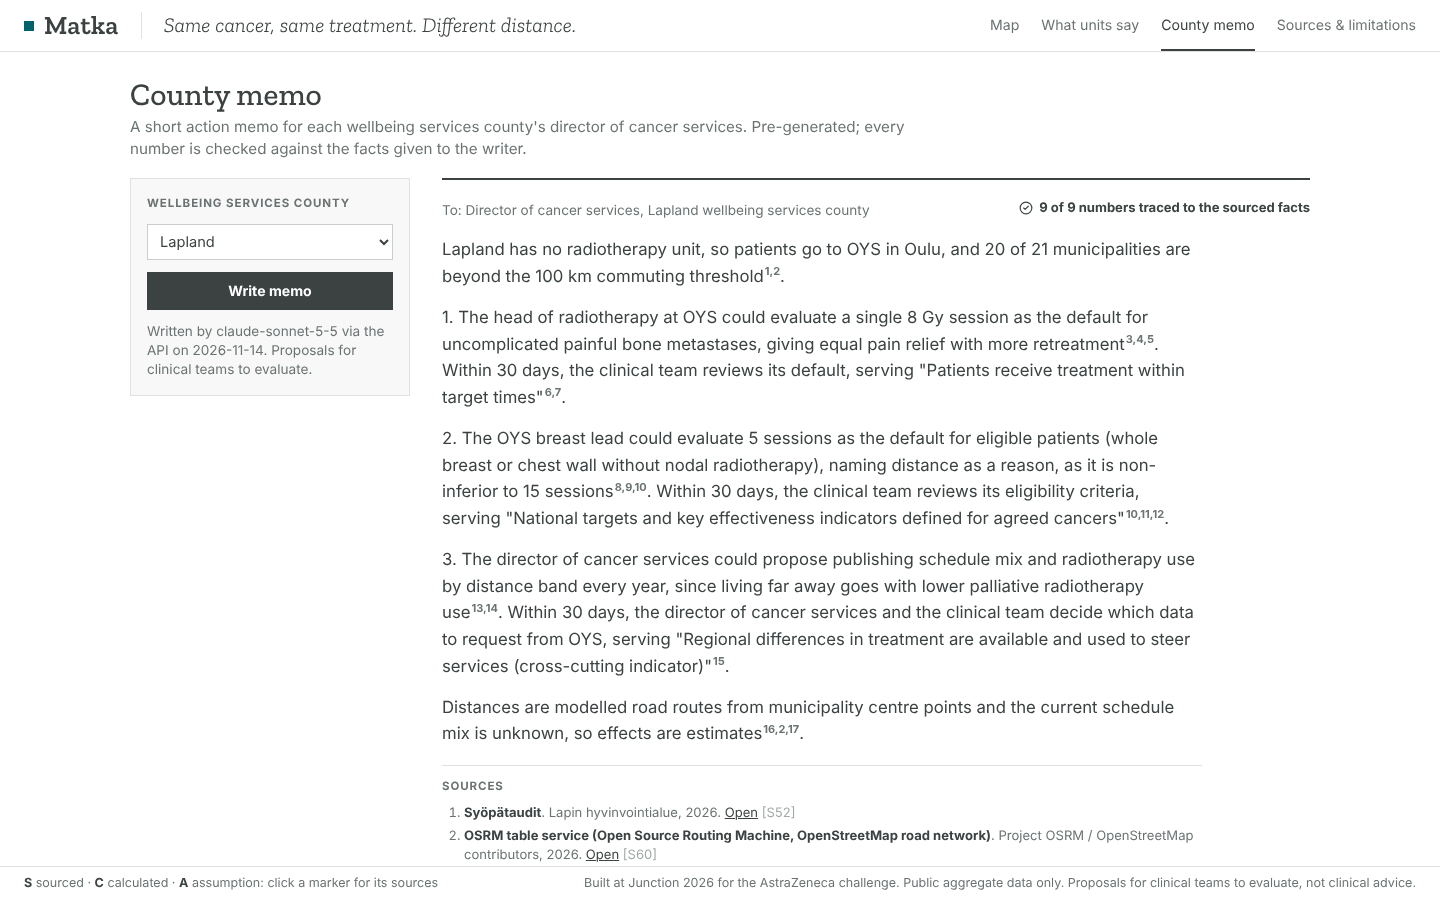 Matka
Same cancer, same treatment. Different distance.
Map
What units say
County memo
Sources & limitations
County memo
A short action memo for each wellbeing services county's director of cancer services. Pre-generated; every
number is checked against the facts given to the writer.
WELLBEING SERVICES COUNTY
Lapland
Write memo
Written by claude-sonnet-5-5 via the
API on 2026-11-14. Proposals for
clinical teams to evaluate.
To: Director of cancer services, Lapland wellbeing services county
9 of 9 numbers traced to the sourced facts
Lapland has no radiotherapy unit, so patients go to OYS in Oulu, and 20 of 21 municipalities are
beyond the 100 km commuting threshold1,2.
1. The head of radiotherapy at OYS could evaluate a single 8 Gy session as the default for
uncomplicated painful bone metastases, giving equal pain relief with more retreatment3,4,5.
Within 30 days, the clinical team reviews its default, serving "Patients receive treatment within
target times"6,7.
2. The OYS breast lead could evaluate 5 sessions as the default for eligible patients (whole
breast or chest wall without nodal radiotherapy), naming distance as a reason, as it is non-
inferior to 15 sessions8,9,10. Within 30 days, the clinical team reviews its eligibility criteria,
serving "National targets and key effectiveness indicators defined for agreed cancers"10,11,12.
3. The director of cancer services could propose publishing schedule mix and radiotherapy use
by distance band every year, since living far away goes with lower palliative radiotherapy
use13,14. Within 30 days, the director of cancer services and the clinical team decide which data
to request from OYS, serving "Regional differences in treatment are available and used to steer
services (cross-cutting indicator)"15.
Distances are modelled road routes from municipality centre points and the current schedule
mix is unknown, so effects are estimates16,2,17.
SOURCES
1. Syöpätaudit. Lapin hyvinvointialue, 2026. Open [S52]
2. OSRM table service (Open Source Routing Machine, OpenStreetMap road network). Project OSRM / OpenStreetMap
contributors, 2026. Open [S60]
S sourced · C calculated · A assumption: click a marker for its sources
Built at Junction 2026 for the AstraZeneca challenge. Public aggregate data only. Proposals for clinical teams to evaluate, not clinical advice.